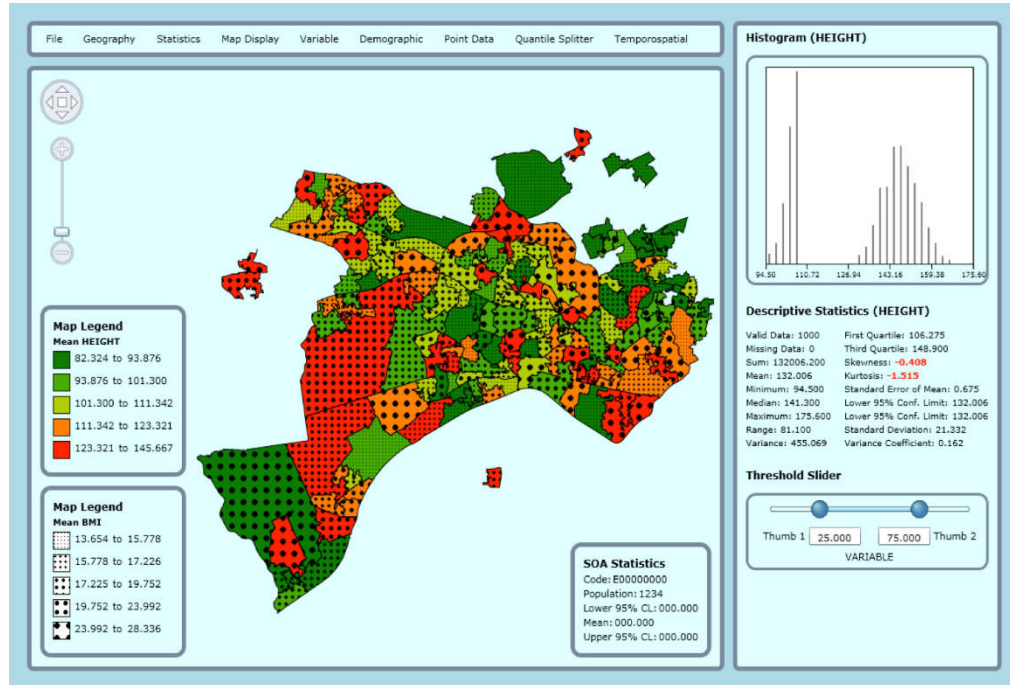 File Geography Statistics Map Display Variable Demographic Point Data Quantile Splitter Temporospatial
Map Legend
Mean HEIGHT
82.324 to 93.876
93.876 to 101.300
101.300 to 111.342
111.342 to 123.321
123.321 to 145.667
Map Legend
Mean BMI
13.654 to 15.778
15.778 to 17.226
17.225 to 19.752
19.752 to 23.992
23.992 to 28.336
SOA Statistics
Code: E00000000
Population: 1234
Lower 95% CL: 000.000
Mean: 000.000
Upper 95% CL: 000.000
Histogram (HEIGHT)
94.50 110.72 126.94 143.16 159.38 175.60
Descriptive Statistics (HEIGHT)
Valid Data: 1000 First Quartile: 106.275
Missing Data: 0 Third Quartile: 148.900
Sum: 132006.200 Skewness: -0.408
Mean: 132.006 Kurtosis: -1.515
Minimum: 94.500 Standard Error of Mean: 0.675
Median: 141.300 Lower 95% Conf. Limit: 132.006
Maximum: 175.600 Lower 95% Conf. Limit: 132.006
Range: 81.100 Standard Deviation: 21.332
Variance: 455.069 Variance Coefficient: 0.162
Threshold Slider
Thumb 1 25.000 75.000 Thumb 2
VARIABLE